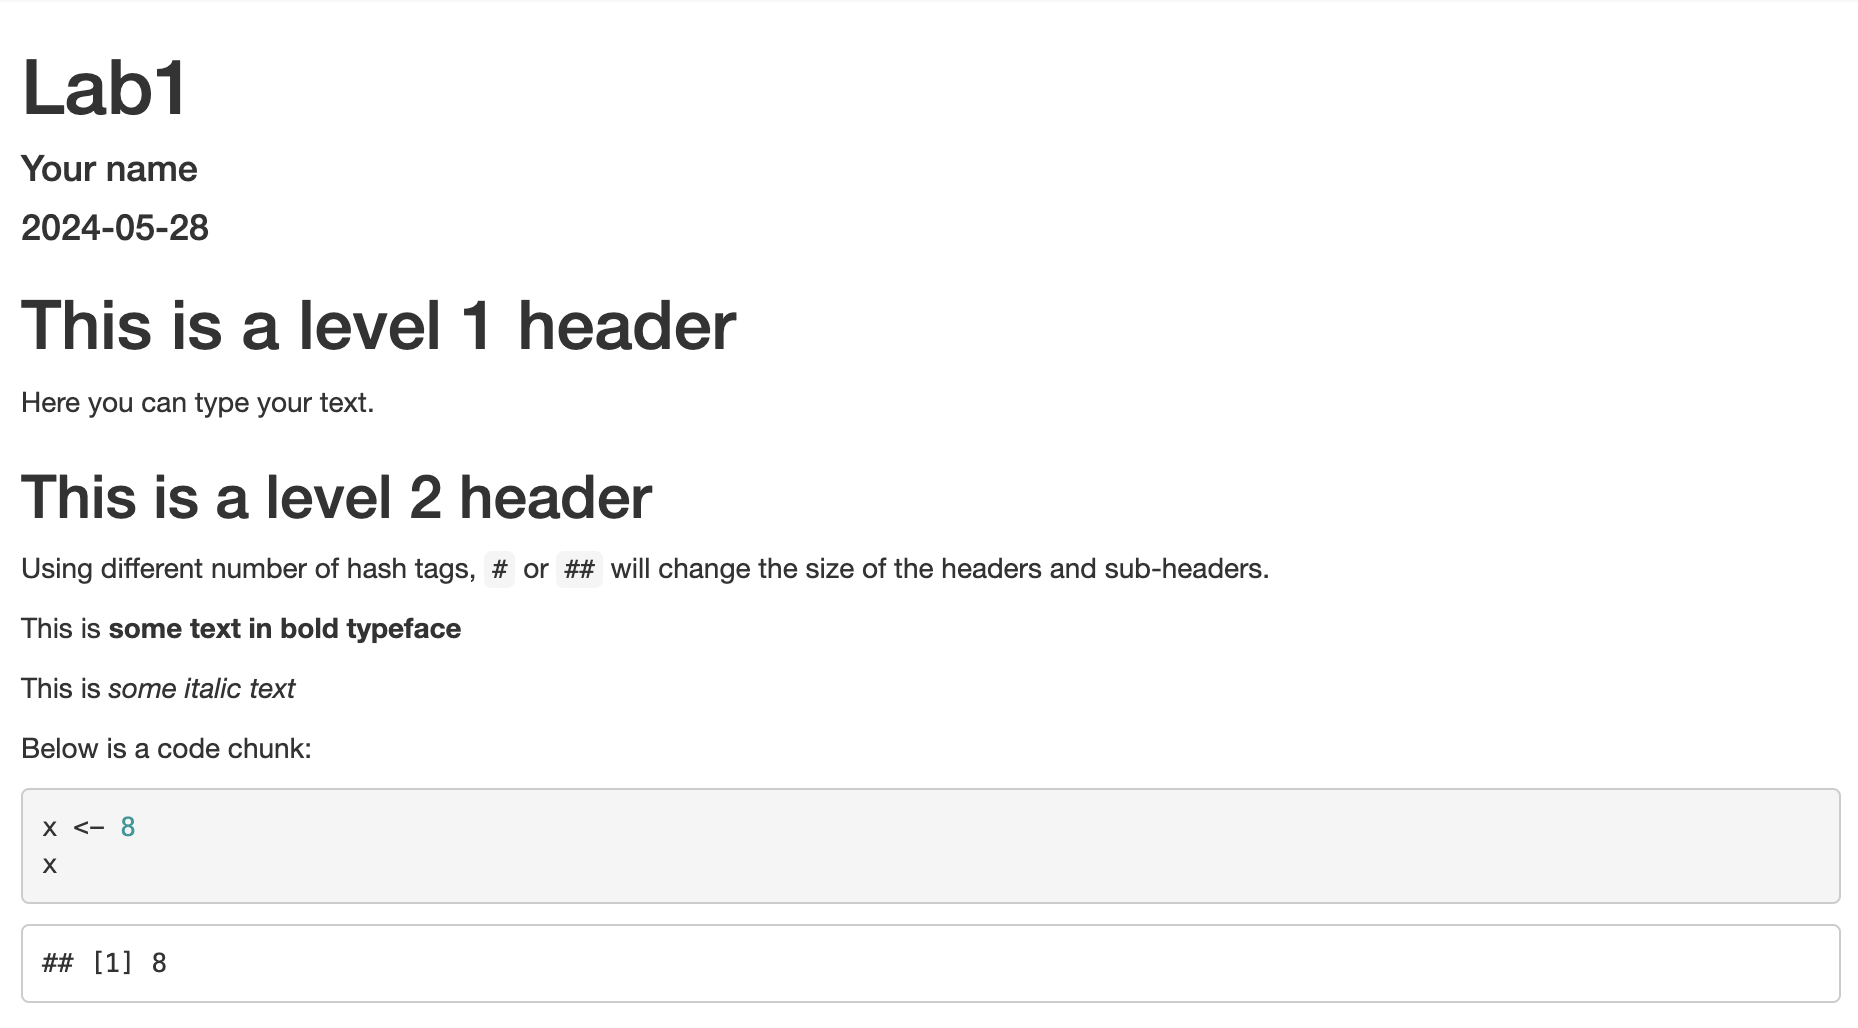 Lab1
Your name
2024-05-28
This is a level 1 header
Here you can type your text.
This is a level 2 header
Using different number of hash tags, # or ## will change the size of the headers and sub-headers.
This is some text in bold typeface
This is some italic text
Below is a code chunk:
x <- 8
x
## [1] 8